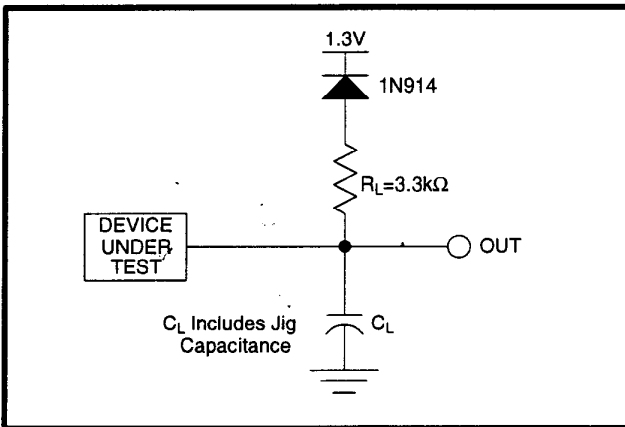 1.3V
1N914
R_L=3.3kΩ
DEVICE
UNDER
TEST
OUT
C_L Includes Jig
Capacitance
C_L